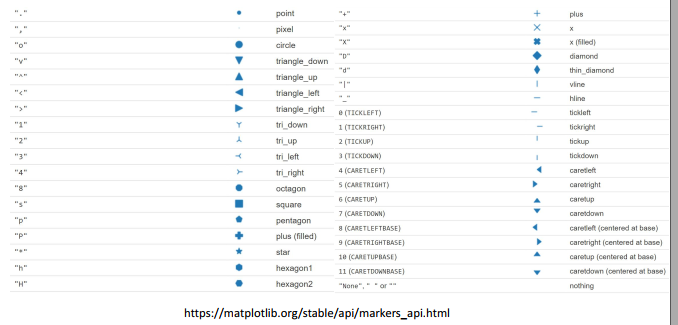 "." point
"," pixel
"o" circle
"v" triangle_down
"^" triangle_up
"<" triangle_left
">" triangle_right
"1" tri_down
"2" tri_up
"3" tri_left
"4" tri_right
"8" octagon
"s" square
"p" pentagon
"P" plus (filled)
"*" star
"h" hexagon1
"H" hexagon2
"+" plus
"x" x
"X" x (filled)
"D" diamond
"d" thin_diamond
"|" vline
"_" hline
0 (TICKLEFT) tickleft
1 (TICKRIGHT) tickright
2 (TICKUP) tickup
3 (TICKDOWN) tickdown
4 (CARETLEFT) caretleft
5 (CARETRIGHT) caretright
6 (CARETUP) caretup
7 (CARETDOWN) caretdown
8 (CARETLEFTBASE) caretleft (centered at base)
9 (CARETRIGHTBASE) caretright (centered at base)
10 (CARETUPBASE) caretup (centered at base)
11 (CARETDOWNBASE) caretdown (centered at base)
"None", " " or "" nothing
https://matplotlib.org/stable/api/markers_api.html